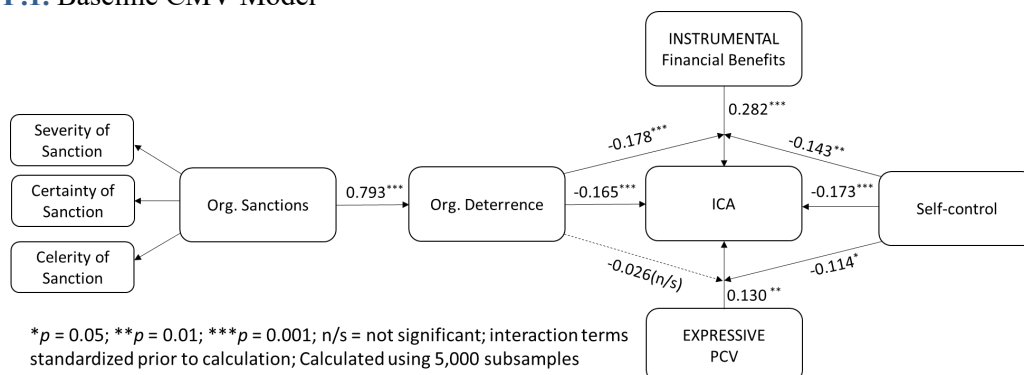 F.1. Baseline CMV Model
INSTRUMENTAL
Financial Benefits
0.282***
Severity of
Sanction
-0.178***
-0.143**
Certainty of
Sanction
Org. Sanctions
0.793***
Org. Deterrence
-0.165***
ICA
-0.173***
Self-control
Celerity of
Sanction
-0.026(n/s)
-0.114*
0.130 **
EXPRESSIVE
PCV
*p = 0.05; **p = 0.01; ***p = 0.001; n/s = not significant; interaction terms
standardized prior to calculation; Calculated using 5,000 subsamples